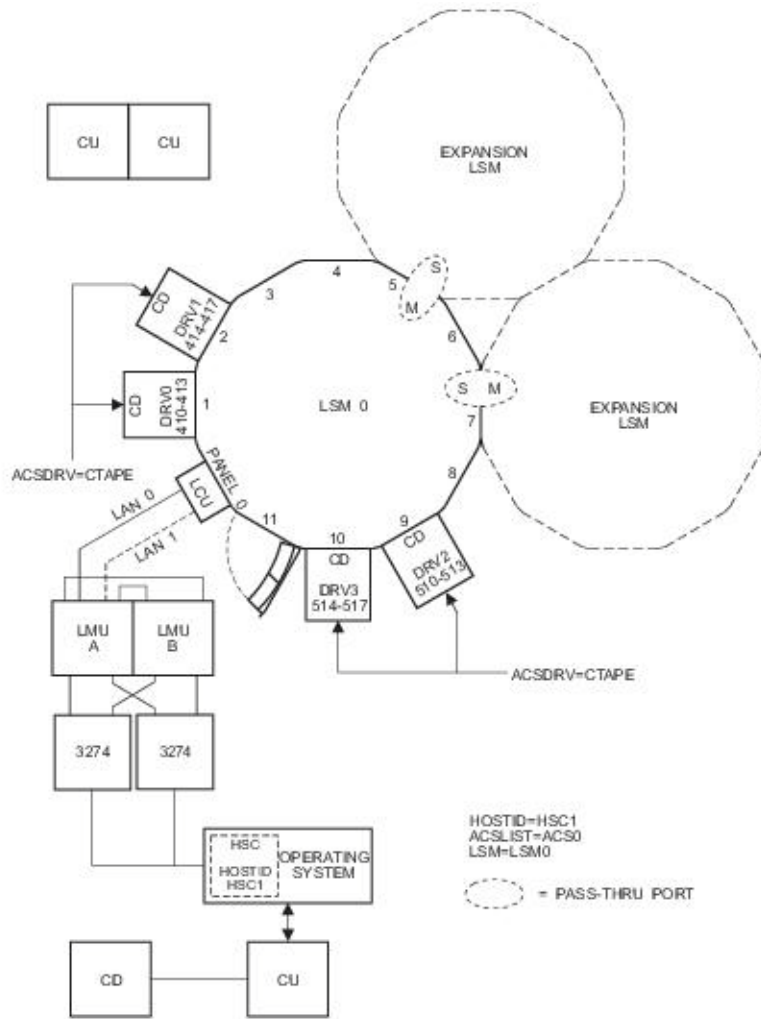 EXPANSION
LSM
CU
CU
4
S
5
M
3
6
CD
DRV1
414-417
2
LSM 0
S M
EXPANSION
LSM
CD
DRV0
410-413
1
7
ACSDRV=CTAPE
PANEL 0
LCU
8
LAN 0
LAN 1
11
10
9
CD
DRV3
514-517
CD
DRV2
510-513
LMU
A
LMU
B
ACSDRV=CTAPE
3274
3274
HOSTID=HSC1
ACSLIST=ACS0
LSM=LSM0
HSC
HOSTID
HSC1
OPERATING
SYSTEM
= PASS-THRU PORT
CD
CU